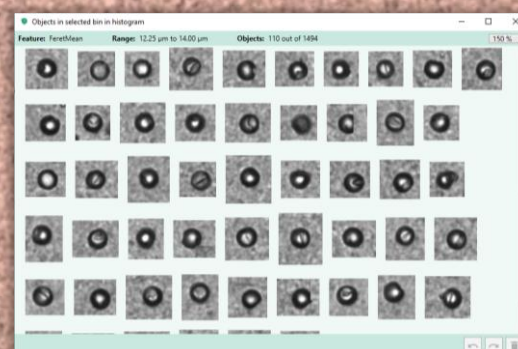 Objects in selected bin in histogram
Feature: FeretMean Range: 12.25 µm to 14.00 µm Objects: 110 out of 1494 150 %